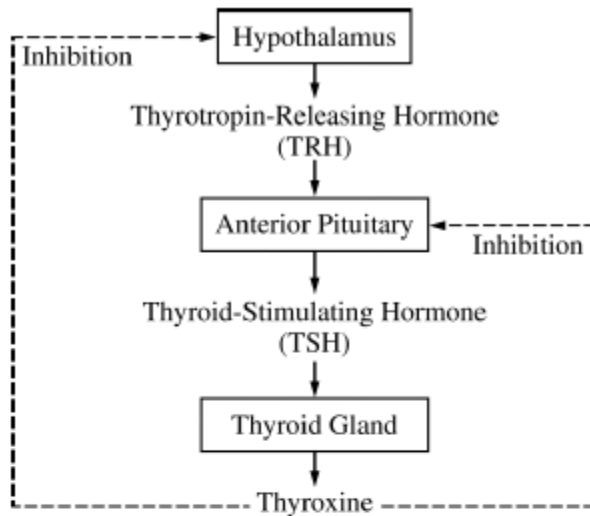 Hypothalamus
Inhibition
Thyrotropin-Releasing Hormone
(TRH)
Anterior Pituitary
Inhibition
Thyroid-Stimulating Hormone
(TSH)
Thyroid Gland
Thyroxine